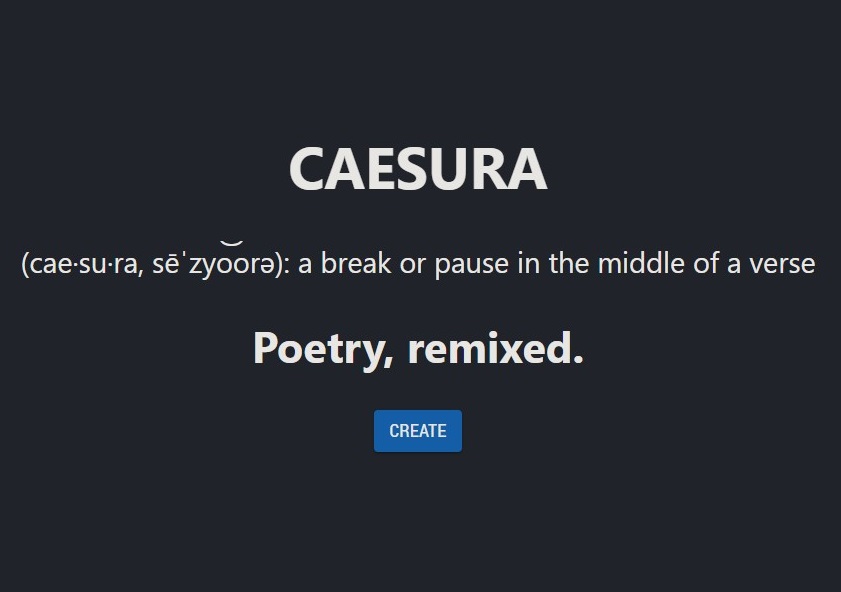 CAESURA
(cae·su·ra, sēˈzyo͝orə): a break or pause in the middle of a verse
Poetry, remixed.
CREATE